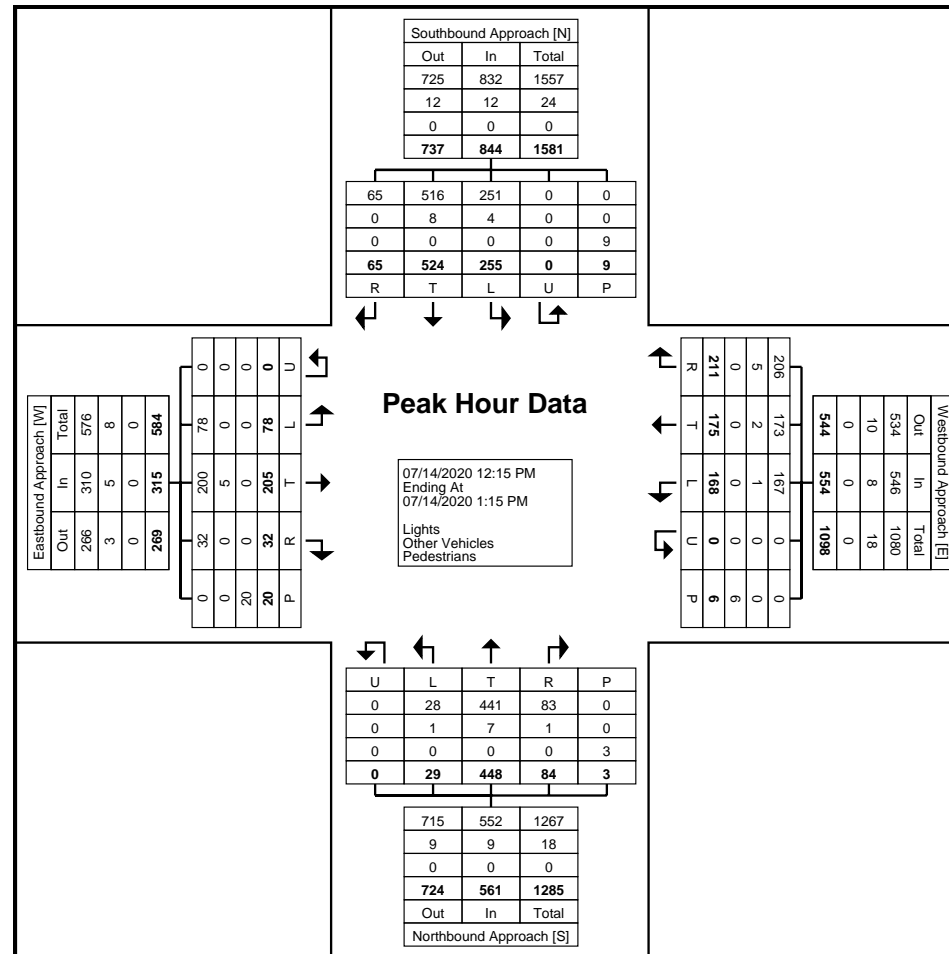 Southbound Approach [N]
Out In Total
725 832 1557
12 12 24
0 0 0
737 844 1581
65 516 251 0 0
0 8 4 0 0
0 0 0 0 9
65 524 255 0 9
R T L U P
Eastbound Approach [W]
Total In Out
576 310 266
8 5 3
0 0 0
584 315 269
0 78 200 32 0
0 0 5 0 0
0 0 0 0 20
0 78 205 32 20
U L T R P
Peak Hour Data
07/14/2020 12:15 PM
Ending At
07/14/2020 1:15 PM
Lights
Other Vehicles
Pedestrians
R T L U P
211 175 168 0 6
0 0 0 0 6
5 2 1 0 0
206 173 167 0 0
Westbound Approach [E]
Out In Total
534 546 1080
10 8 18
0 0 0
544 554 1098
U L T R P
0 28 441 83 0
0 1 7 1 0
0 0 0 0 3
0 29 448 84 3
715 552 1267
9 9 18
0 0 0
724 561 1285
Out In Total
Northbound Approach [S]